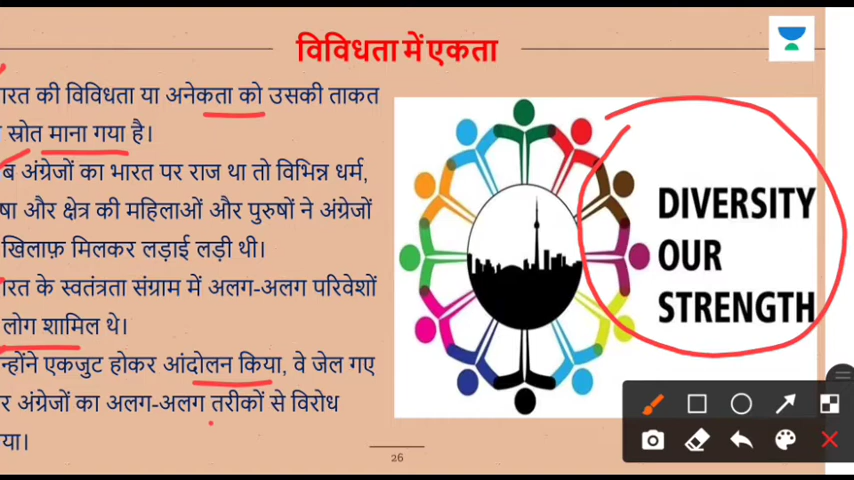 विविधता में एकता
ारत की विविधता या अनेकता को उसकी ताकत
स्रोत माना गया है।
ब अंग्रेजों का भारत पर राज था तो विभिन्न धर्म,
षा और क्षेत्र की महिलाओं और पुरुषों ने अंग्रेजों
खिलाफ़ मिलकर लड़ाई लड़ी थी।
ारत के स्वतंत्रता संग्राम में अलग-अलग परिवेशों
लोग शामिल थे।
न्होंने एकजुट होकर आंदोलन किया, वे जेल गए
र अंग्रेजों का अलग-अलग तरीकों से विरोध
या।
DIVERSITY
OUR
STRENGTH
26